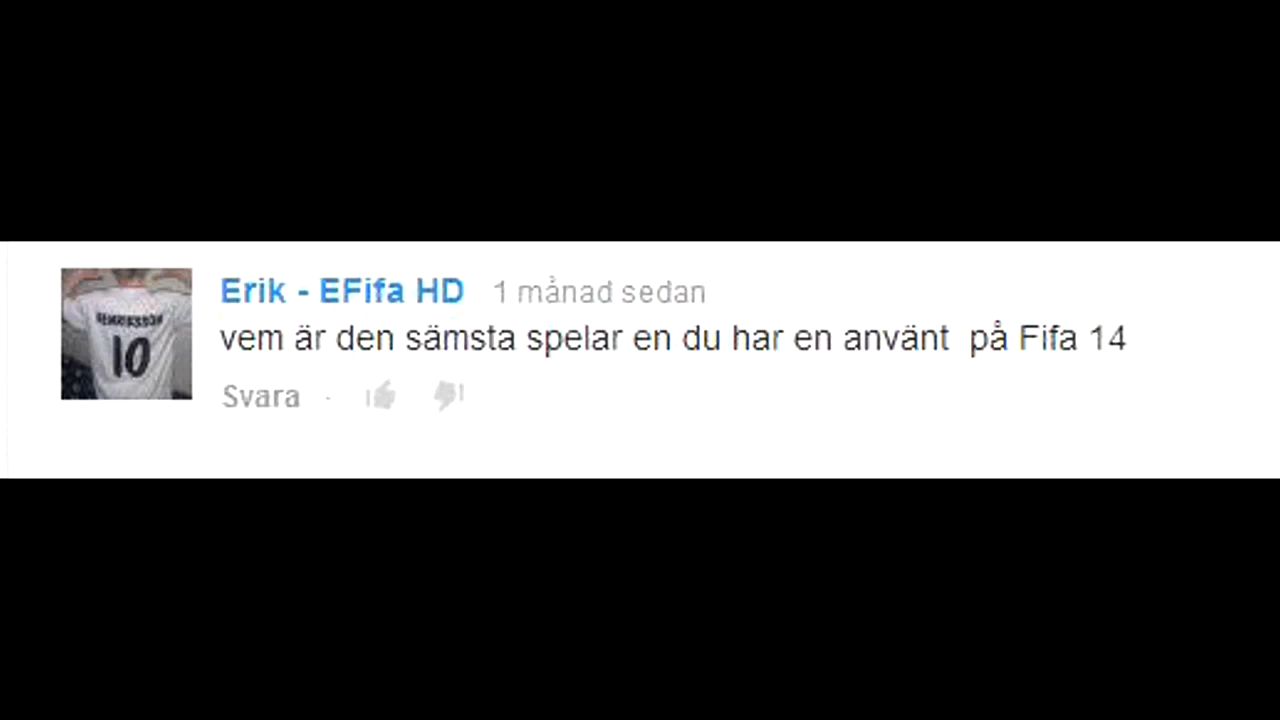 Erik - EFifa HD 1 månad sedan
vem är den sämsta spelar en du har en använt på Fifa 14
Svara ·
10